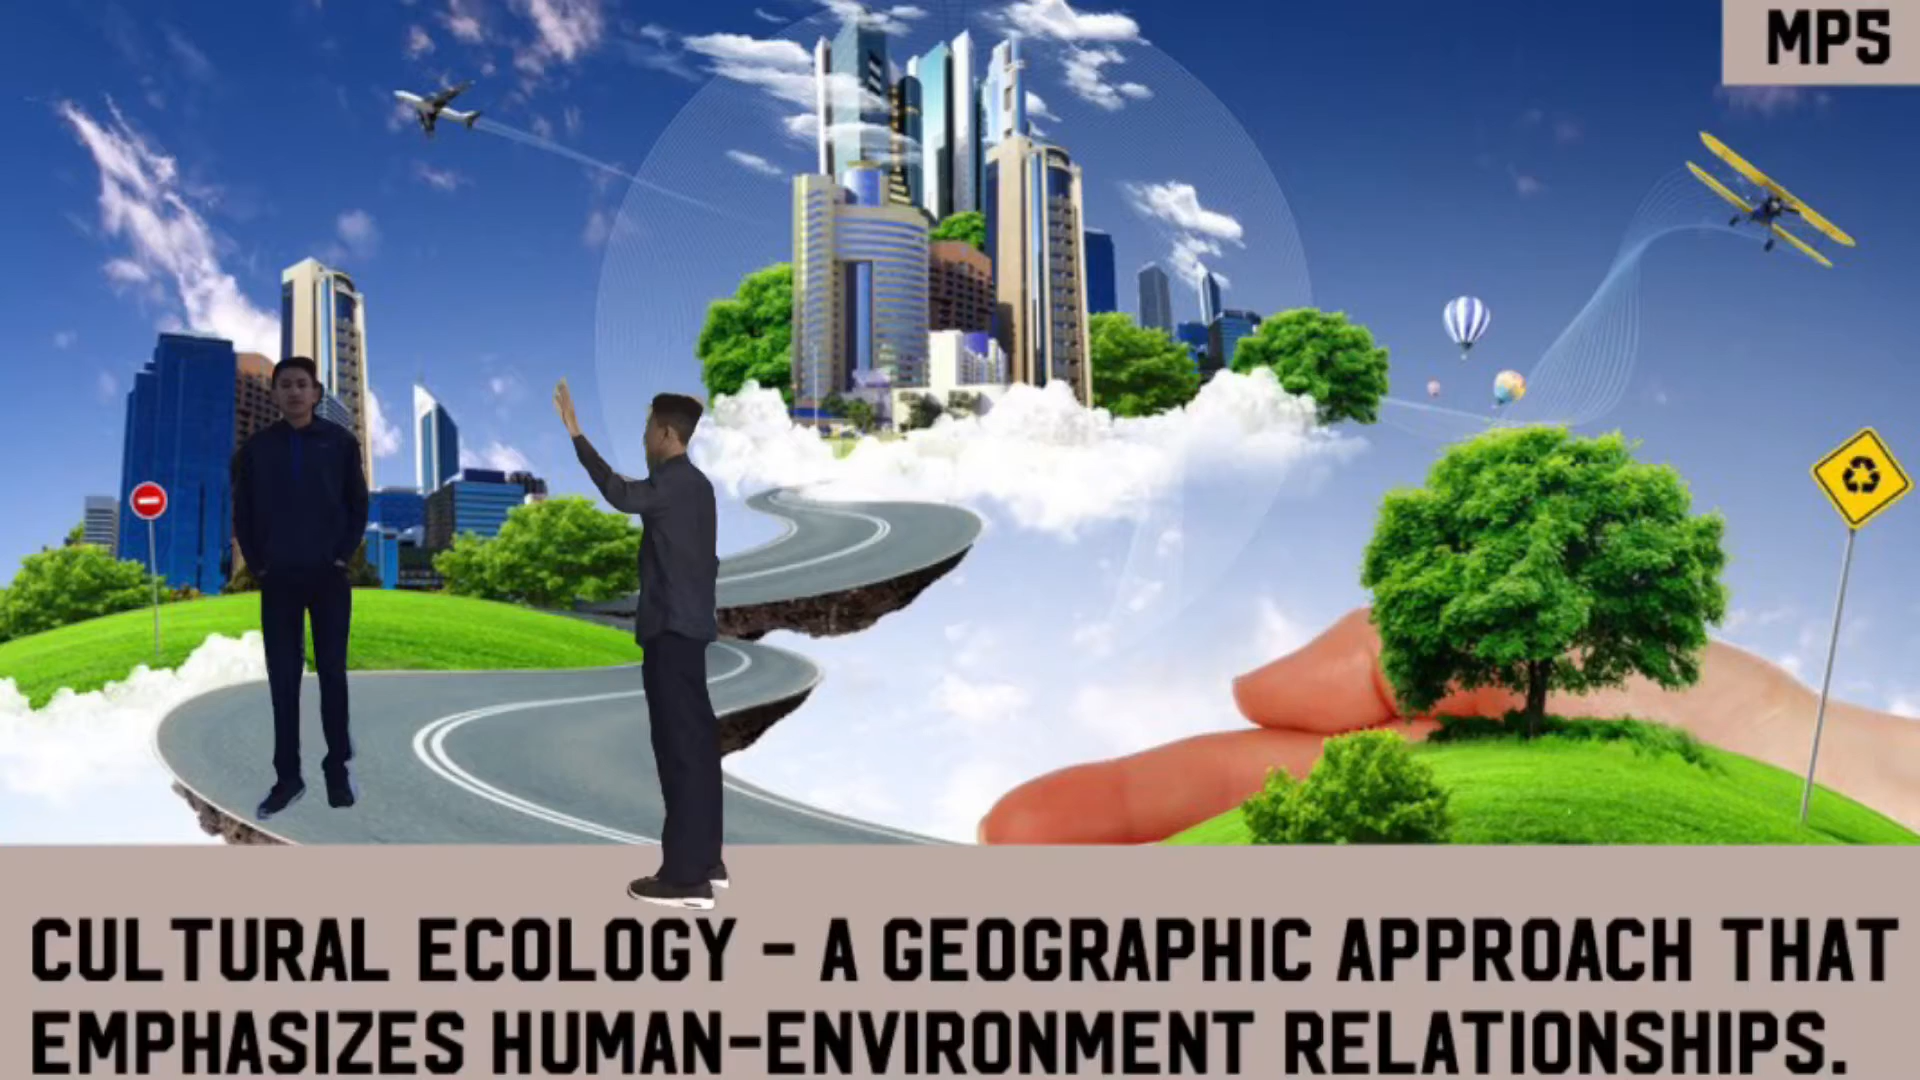 MP5
CULTURAL ECOLOGY - A GEOGRAPHIC APPROACH THAT
EMPHASIZES HUMAN-ENVIRONMENT RELATIONSHIPS.